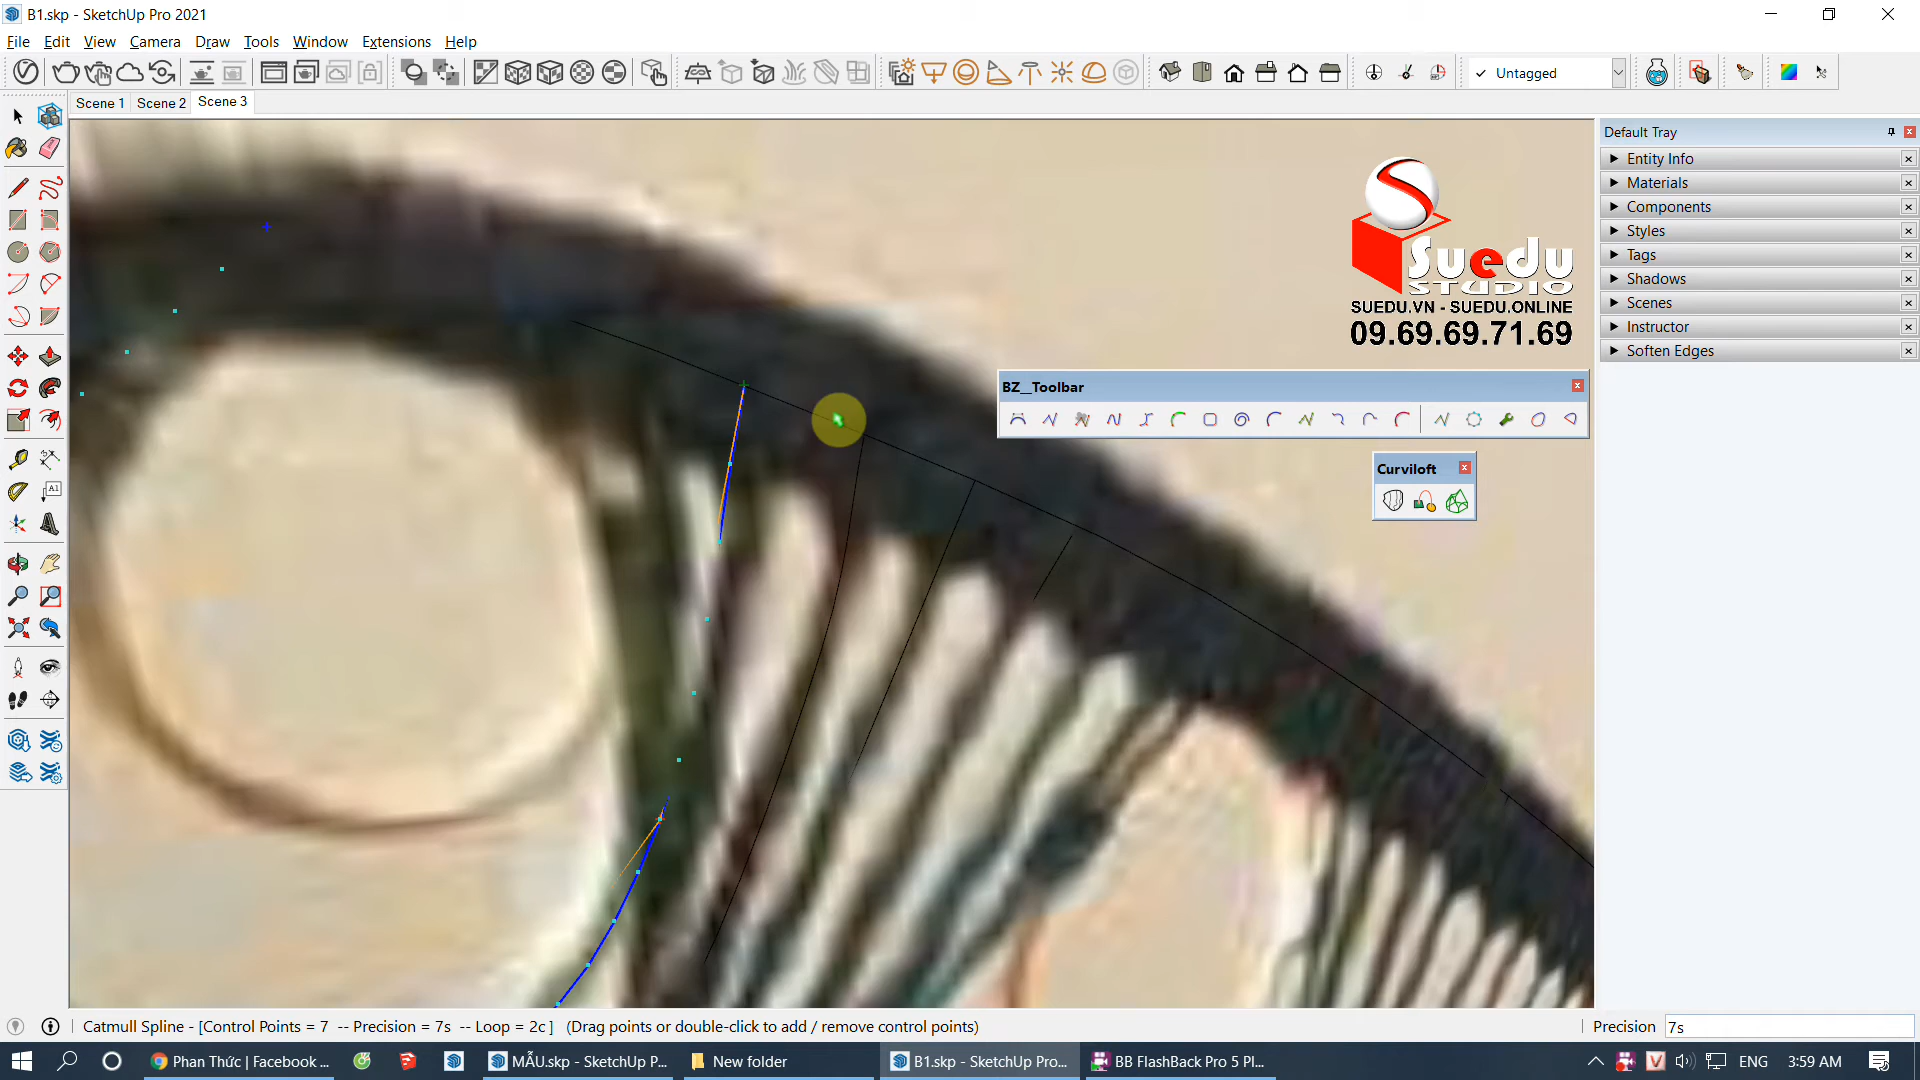 B1.skp - SketchUp Pro 2021
File Edit View Camera Draw Tools Window Extensions Help
Untagged
Scene 1 Scene 2 Scene 3
Default Tray
Entity Info
Materials
Components
Styles
Tags
Shadows
Scenes
Instructor
Soften Edges
Suedu
STUDIO
SUEDU.VN - SUEDU.ONLINE
09.69.69.71.69
BZ__Toolbar
Curviloft
A1
Catmull Spline - [Control Points = 7 -- Precision = 7s -- Loop = 2c ] (Drag points or double-click to add / remove control points)
Precision 7s
Phan Thức | Facebook ...
MẪU.skp - SketchUp P...
New folder
B1.skp - SketchUp Pro...
BB FlashBack Pro 5 Pl...
ENG
3:59 AM